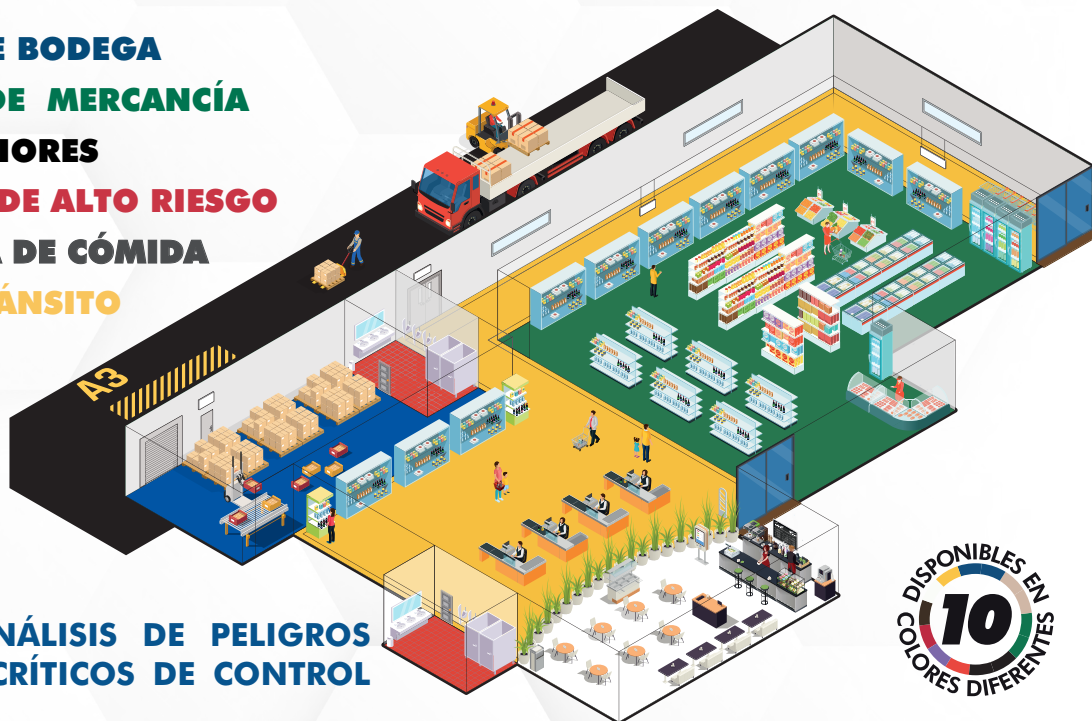 E BODEGA
DE MERCANCÍA
IORES
DE ALTO RIESGO
A DE CÓMIDA
ÁNSITO
A3
NÁLISIS DE PELIGROS
CRÍTICOS DE CONTROL
DISPONIBLES EN
10
COLORES DIFERENTES